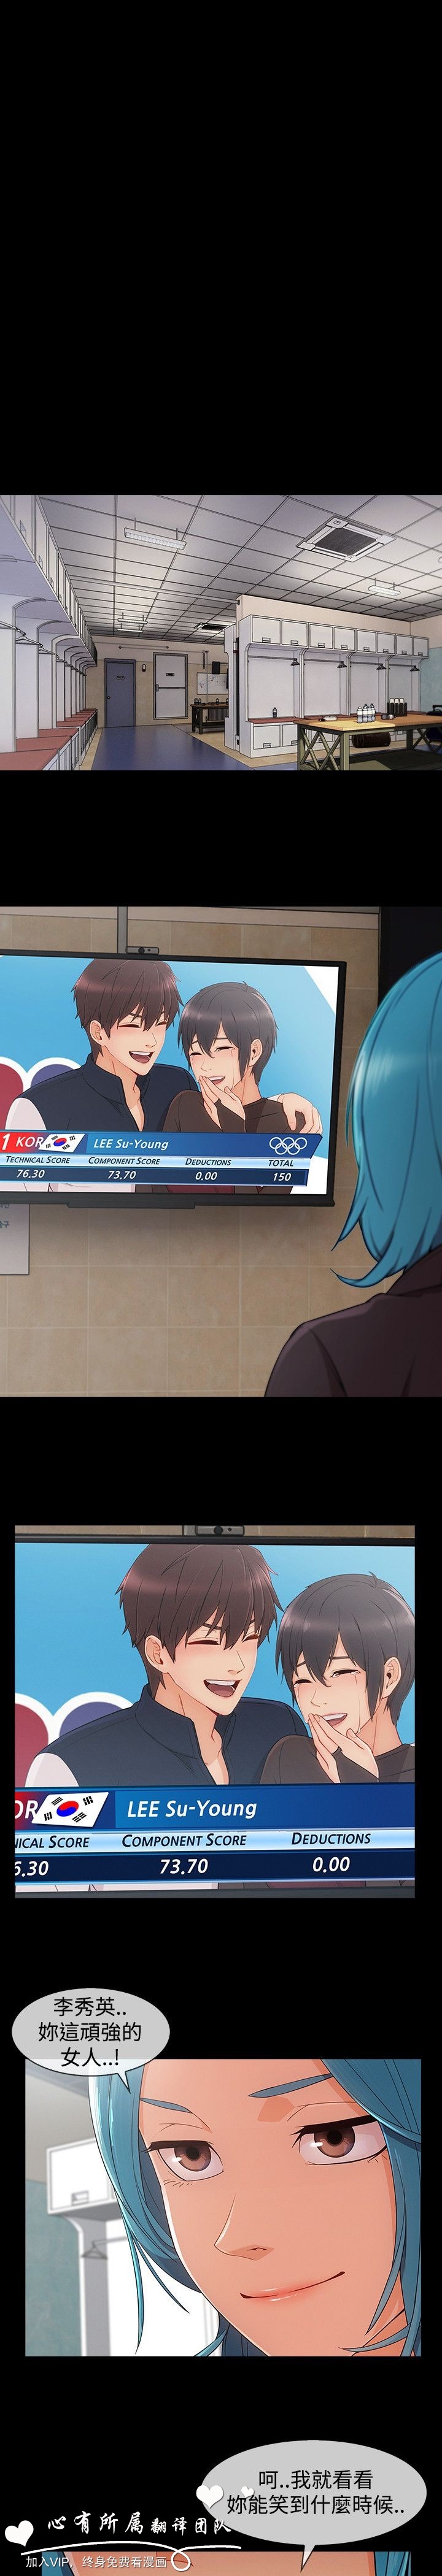 1 KOR LEE Su-Young
TECHNICAL SCORE COMPONENT SCORE DEDUCTIONS TOTAL
76.30 73.70 0.00 150
OR LEE Su-Young
NICAL SCORE COMPONENT SCORE DEDUCTIONS
6.30 73.70 0.00
李秀英..
妳這頑強的
女人..!
呵..我就看看
妳能笑到什麼時候..
心有所属翻译团队
加入VIP，终身免费看漫画